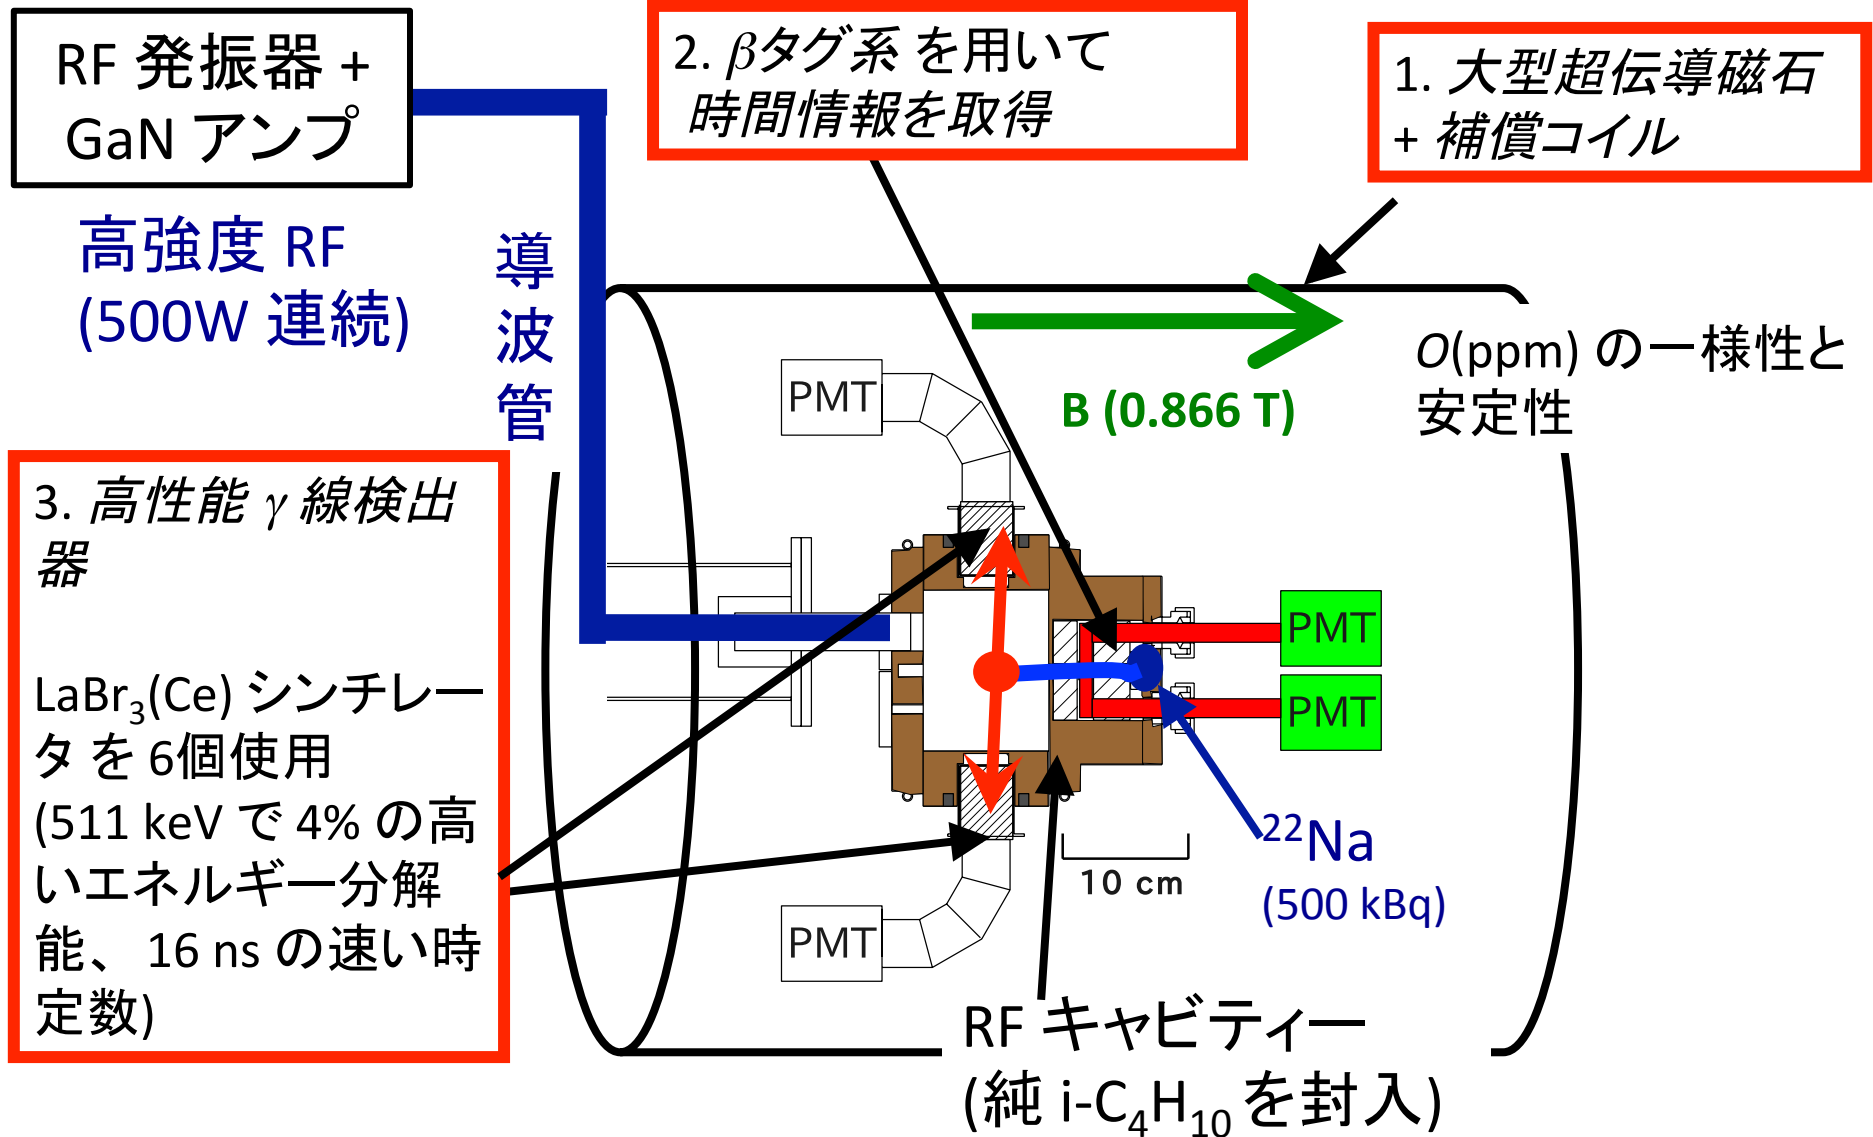 RF 発振器 +
GaN アンプ
2. βタグ系 を用いて
時間情報を取得
1. 大型超伝導磁石
+ 補償コイル
高強度 RF
(500W 連続)
導
波
管
B (0.866 T)
O(ppm) の一様性と
安定性
PMT
3. 高性能 γ 線検出
器
LaBr3(Ce) シンチレー
タ を 6個使用
(511 keV で 4% の高
いエネルギー分解
能、 16 ns の速い時
定数)
PMT
PMT
22Na
(500 kBq)
10 cm
PMT
RF キャビティー
(純 i-C4H10 を封入)